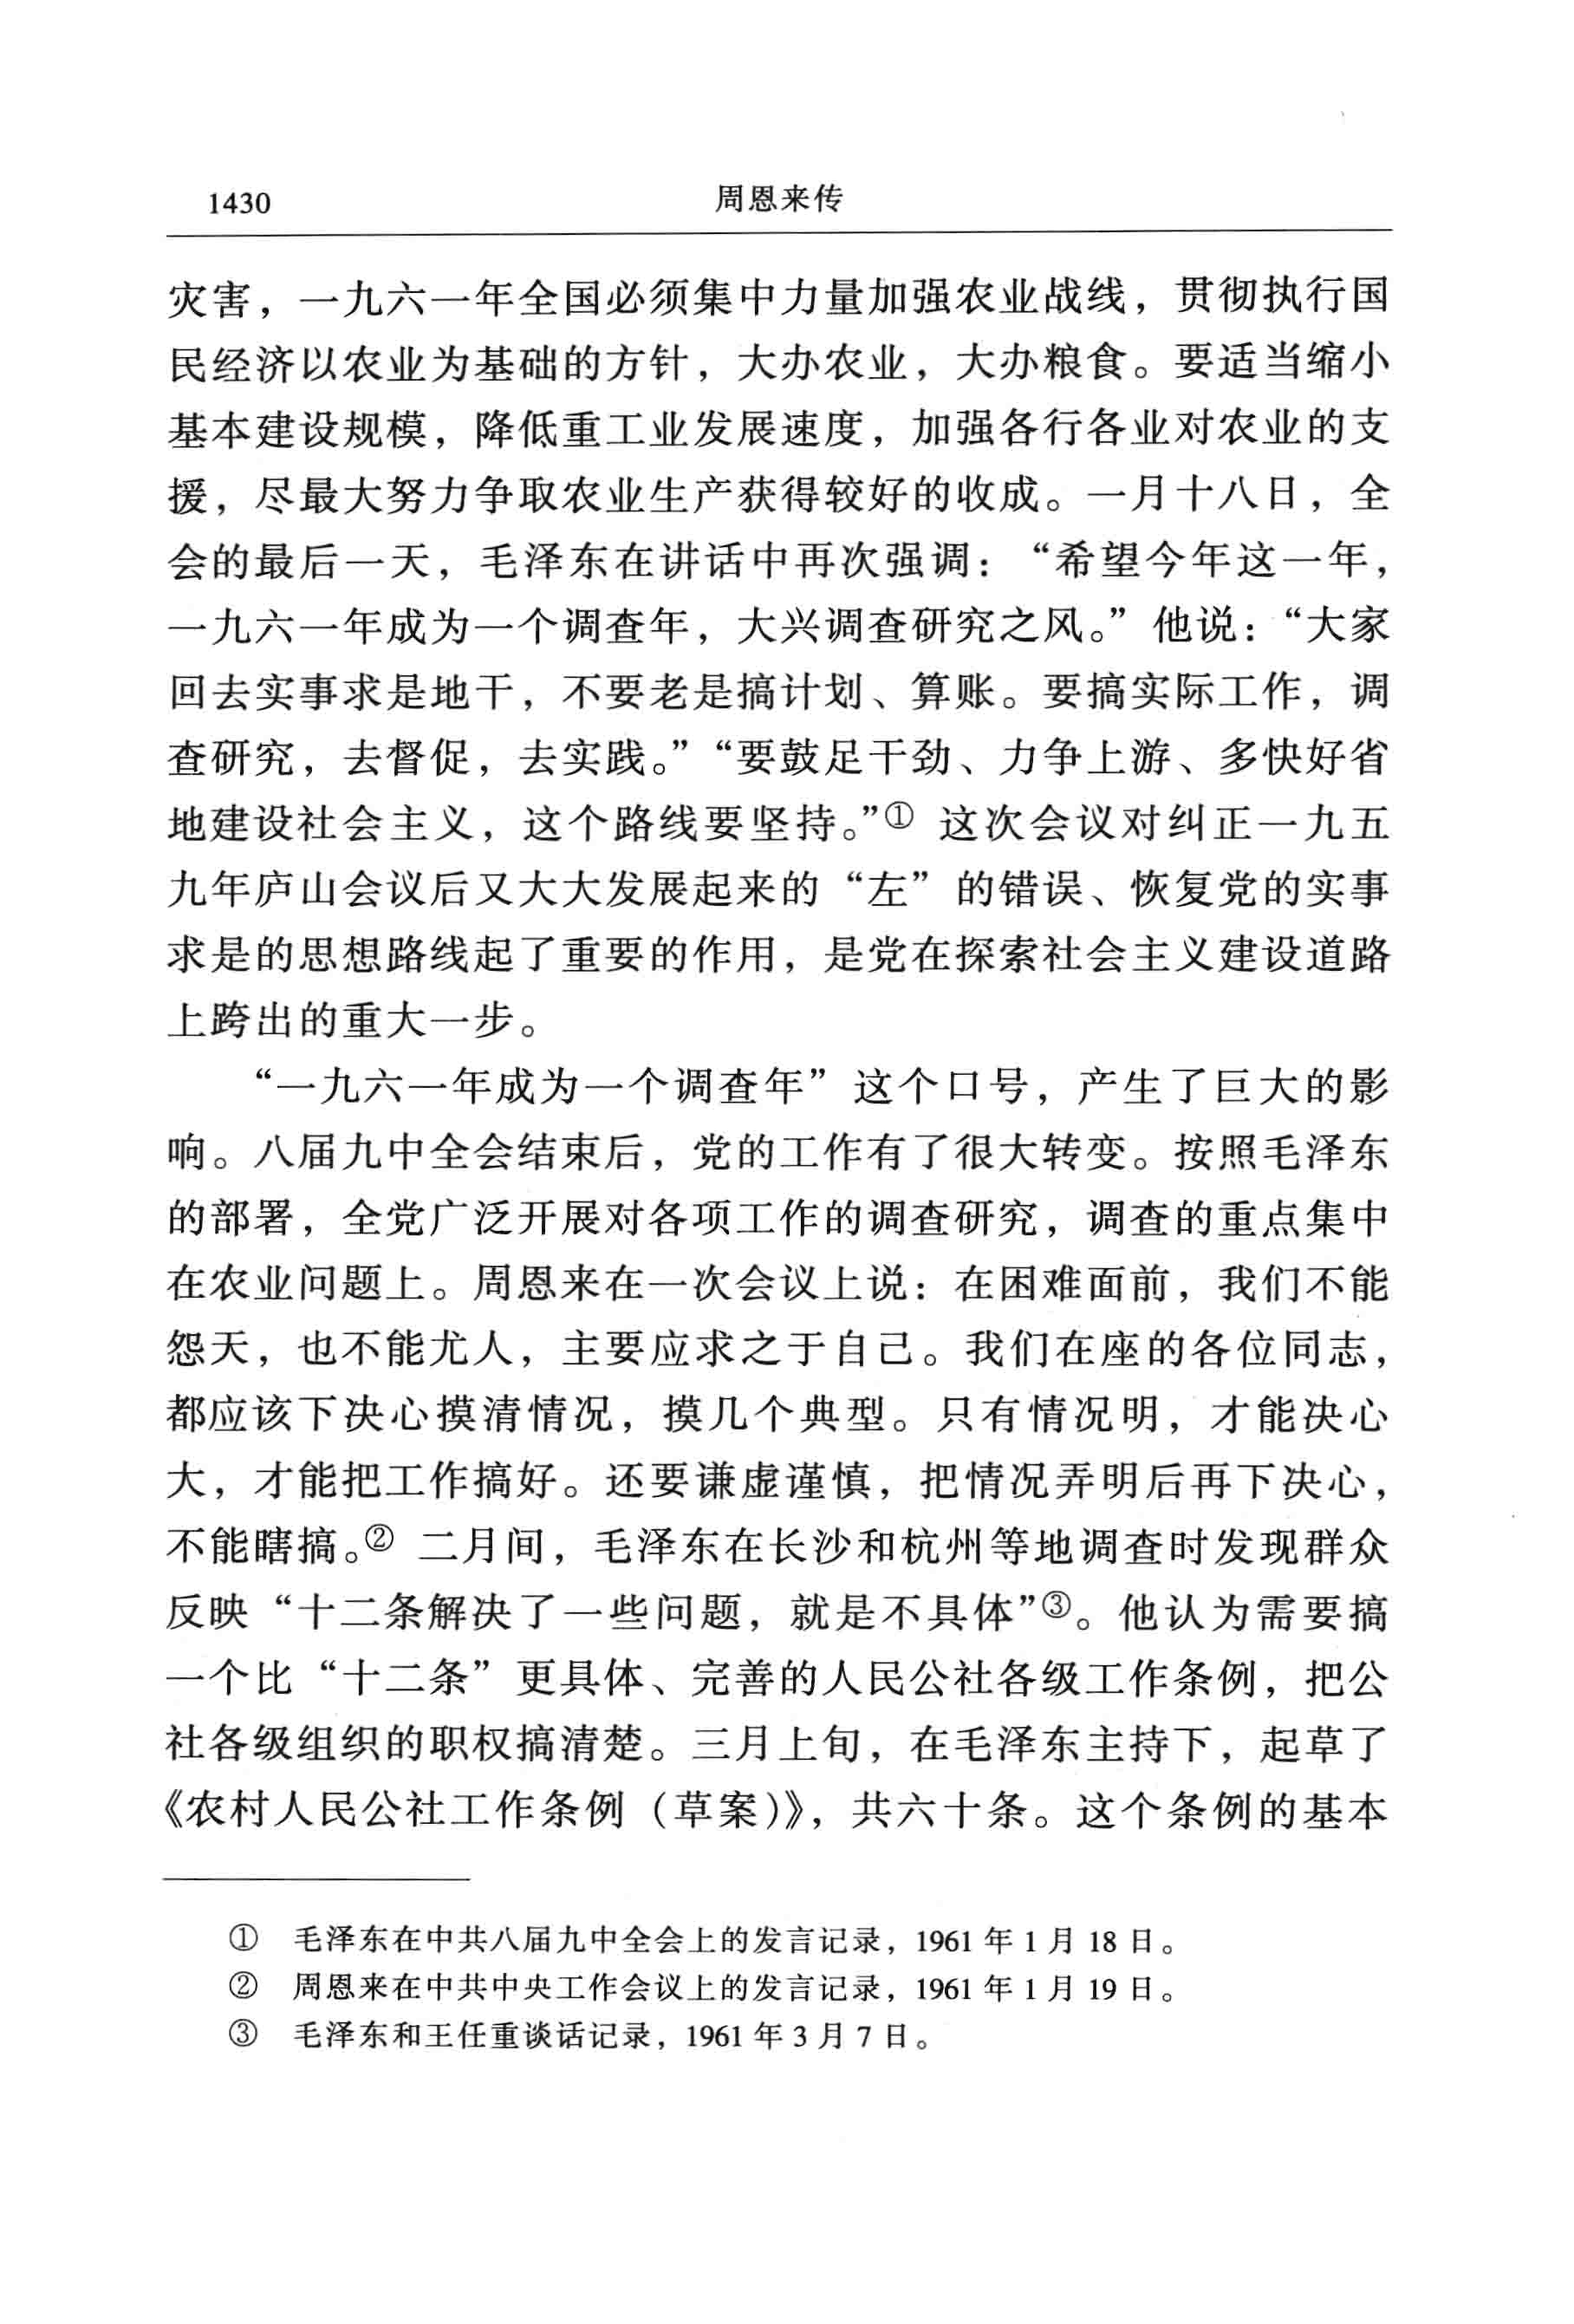 1430 周恩来传
灾害，一九六一年全国必须集中力量加强农业战线，贯彻执行国
民经济以农业为基础的方针，大办农业，大办粮食。要适当缩小
基本建设规模，降低重工业发展速度，加强各行各业对农业的支
援，尽最大努力争取农业生产获得较好的收成。一月十八日，全
会的最后一天，毛泽东在讲话中再次强调：“希望今年这一年，
一九六一年成为一个调查年，大兴调查研究之风。”他说：“大家
回去实事求是地干，不要老是搞计划、算账。要搞实际工作，调
查研究，去督促，去实践。”“要鼓足干劲、力争上游、多快好省
地建设社会主义，这个路线要坚持。”① 这次会议对纠正一九五
九年庐山会议后又大大发展起来的“左”的错误、恢复党的实事
求是的思想路线起了重要的作用，是党在探索社会主义建设道路
上跨出的重大一步。
“一九六一年成为一个调查年”这个口号，产生了巨大的影
响。八届九中全会结束后，党的工作有了很大转变。按照毛泽东
的部署，全党广泛开展对各项工作的调查研究，调查的重点集中
在农业问题上。周恩来在一次会议上说：在困难面前，我们不能
怨天，也不能尤人，主要应求之于自己。我们在座的各位同志，
都应该下决心摸清情况，摸几个典型。只有情况明，才能决心
大，才能把工作搞好。还要谦虚谨慎，把情况弄明后再下决心，
不能瞎搞。② 二月间，毛泽东在长沙和杭州等地调查时发现群众
反映“十二条解决了一些问题，就是不具体”③。他认为需要搞
一个比“十二条”更具体、完善的人民公社各级工作条例，把公
社各级组织的职权搞清楚。三月上旬，在毛泽东主持下，起草了
《农村人民公社工作条例（草案）》，共六十条。这个条例的基本
① 毛泽东在中共八届九中全会上的发言记录，1961 年 1 月 18 日。
② 周恩来在中共中央工作会议上的发言记录，1961 年 1 月 19 日。
③ 毛泽东和王任重谈话记录，1961 年 3 月 7 日。